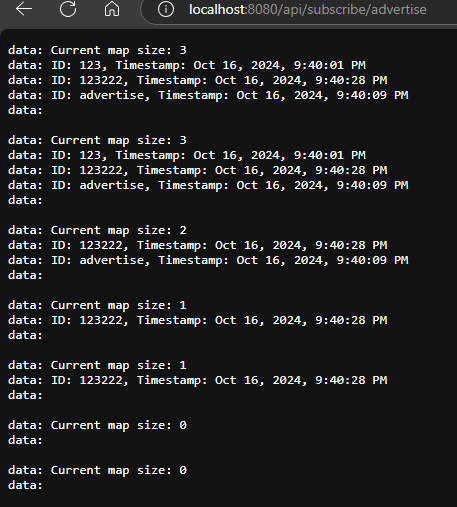 localhost:8080/api/subscribe/advertise
data: Current map size: 3
data: ID: 123, Timestamp: Oct 16, 2024, 9:40:01 PM
data: ID: 123222, Timestamp: Oct 16, 2024, 9:40:28 PM
data: ID: advertise, Timestamp: Oct 16, 2024, 9:40:09 PM
data:
data: Current map size: 3
data: ID: 123, Timestamp: Oct 16, 2024, 9:40:01 PM
data: ID: 123222, Timestamp: Oct 16, 2024, 9:40:28 PM
data: ID: advertise, Timestamp: Oct 16, 2024, 9:40:09 PM
data:
data: Current map size: 2
data: ID: 123222, Timestamp: Oct 16, 2024, 9:40:28 PM
data: ID: advertise, Timestamp: Oct 16, 2024, 9:40:09 PM
data:
data: Current map size: 1
data: ID: 123222, Timestamp: Oct 16, 2024, 9:40:28 PM
data:
data: Current map size: 1
data: ID: 123222, Timestamp: Oct 16, 2024, 9:40:28 PM
data:
data: Current map size: 0
data:
data: Current map size: 0
data: